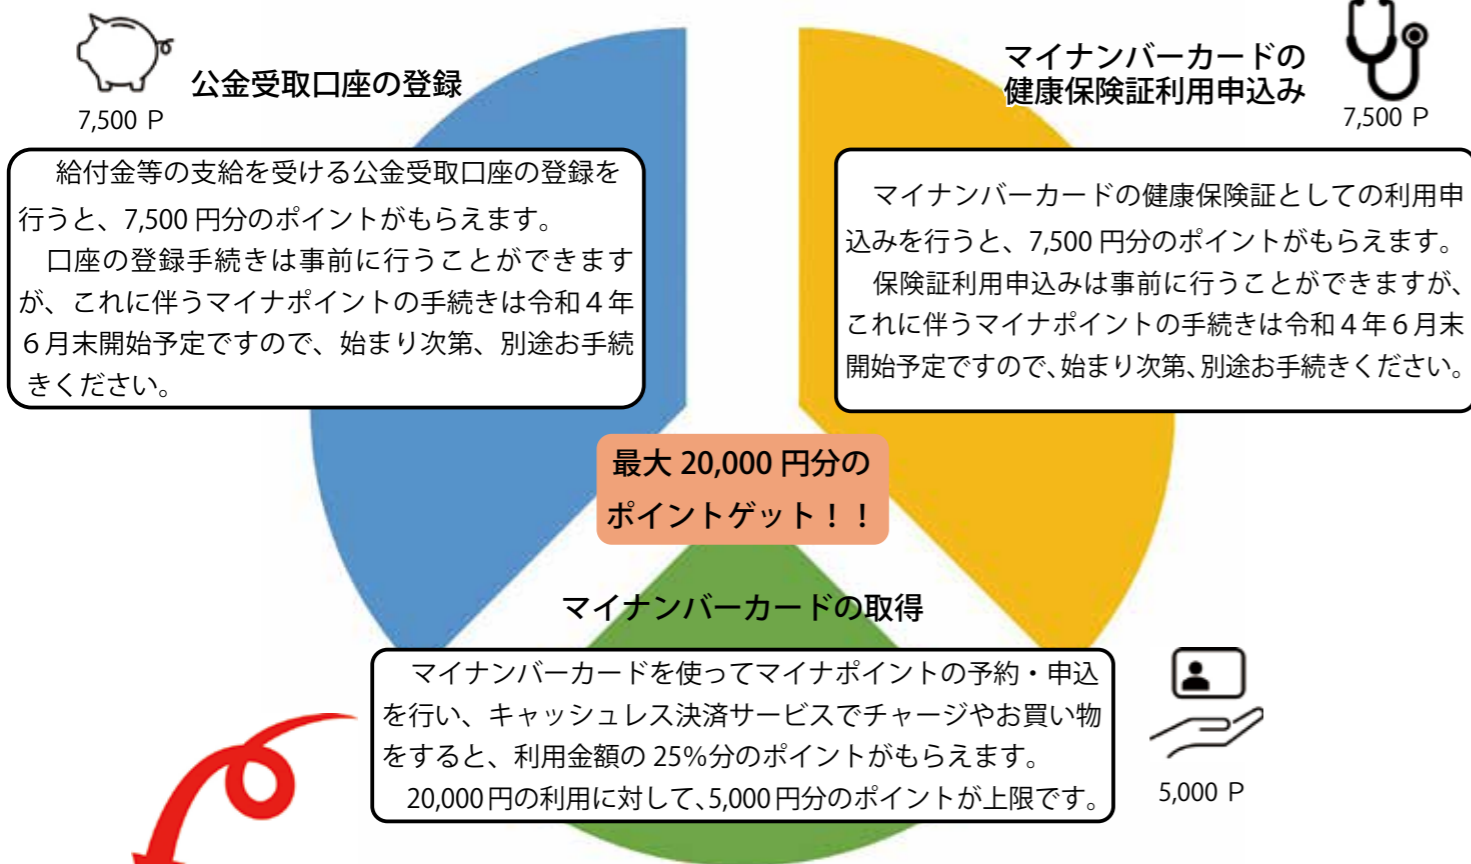 公金受取口座の登録
7,500 P
給付金等の支給を受ける公金受取口座の登録を
行うと、7,500 円分のポイントがもらえます。
口座の登録手続きは事前に行うことができます
が、これに伴うマイナポイントの手続きは令和４年
６月末開始予定ですので、始まり次第、別途お手続
きください。
マイナンバーカードの
健康保険証利用申込み
7,500 P
マイナンバーカードの健康保険証としての利用申
込みを行うと、7,500 円分のポイントがもらえます。
保険証利用申込みは事前に行うことができますが、
これに伴うマイナポイントの手続きは令和４年６月末
開始予定ですので、始まり次第、別途お手続きください。
最大 20,000 円分の
ポイントゲット！！
マイナンバーカードの取得
マイナンバーカードを使ってマイナポイントの予約・申込
を行い、キャッシュレス決済サービスでチャージやお買い物
をすると、利用金額の 25％分のポイントがもらえます。
20,000 円の利用に対して、5,000 円分のポイントが上限です。
5,000 P